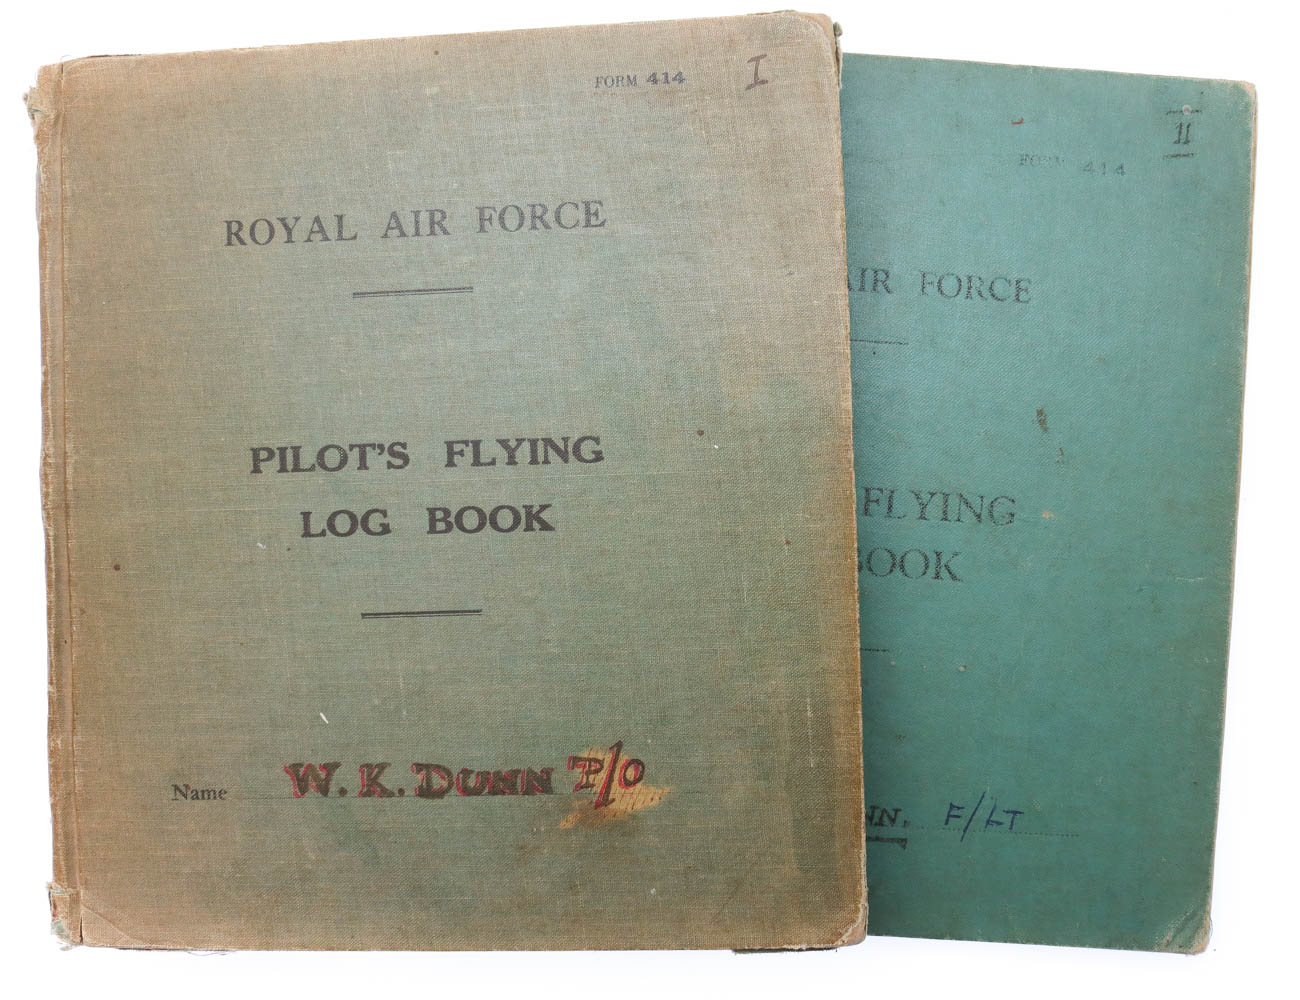 FORM 414 I
ROYAL AIR FORCE
PILOT'S FLYING
LOG BOOK
Name W. K. DUNN P/O
II
FORM 414
AIR FORCE
FLYING
BOOK
NN. F/LT